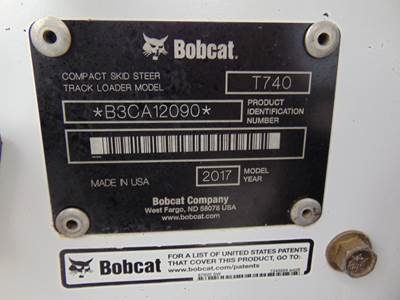 Bobcat.
COMPACT SKID STEER
TRACK LOADER MODEL
T740
*B3CA12090*
PRODUCT
IDENTIFICATION
NUMBER
MADE IN USA
2017
MODEL
YEAR
Bobcat Company
West Fargo, ND 58078 USA
www.bobcat.com
Bobcat
FOR A LIST OF UNITED STATES PATENTS
THAT COVER THIS PRODUCT, GO TO:
www.bobcat.com/patents